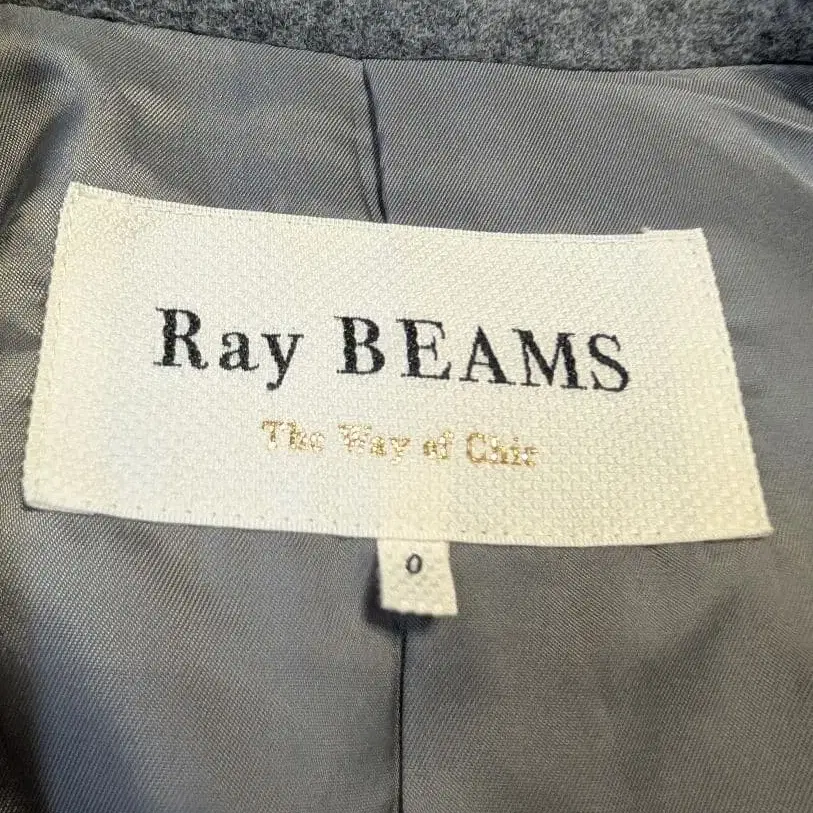 Ray BEAMS
The Way of Chic
0